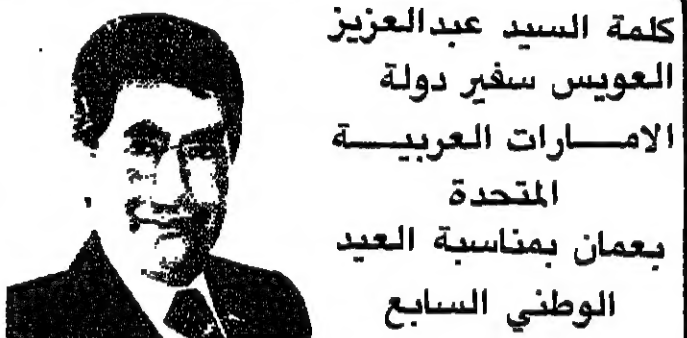 كلمة السيد عبدالعزيز
العويس سفير دولة
الامـــارات العربيـــة
المتحدة
بعمان بمناسبة العيد
الوطني السابع